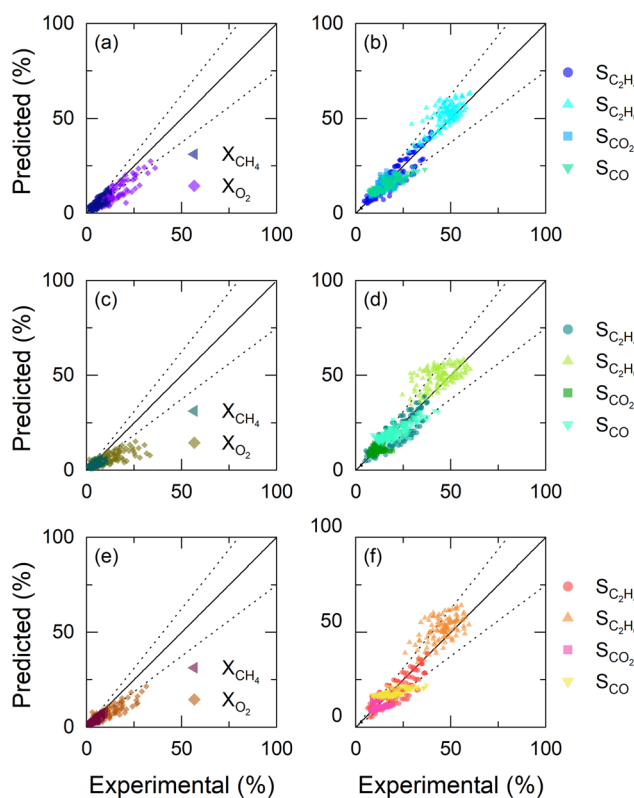 100
(a)
Predicted (%)
50
X_CH4
X_O2
0
0
50
100
(b)
100
50
0
0
50
100
S_C2H
S_C2H
S_CO2
S_CO
100
(c)
Predicted (%)
50
X_CH4
X_O2
0
0
50
100
(d)
100
50
0
0
50
100
S_C2H
S_C2H
S_CO2
S_CO
100
(e)
Predicted (%)
50
X_CH4
X_O2
0
0
50
100
Experimental (%)
(f)
100
50
0
0
50
100
Experimental (%)
S_C2H
S_C2H
S_CO2
S_CO